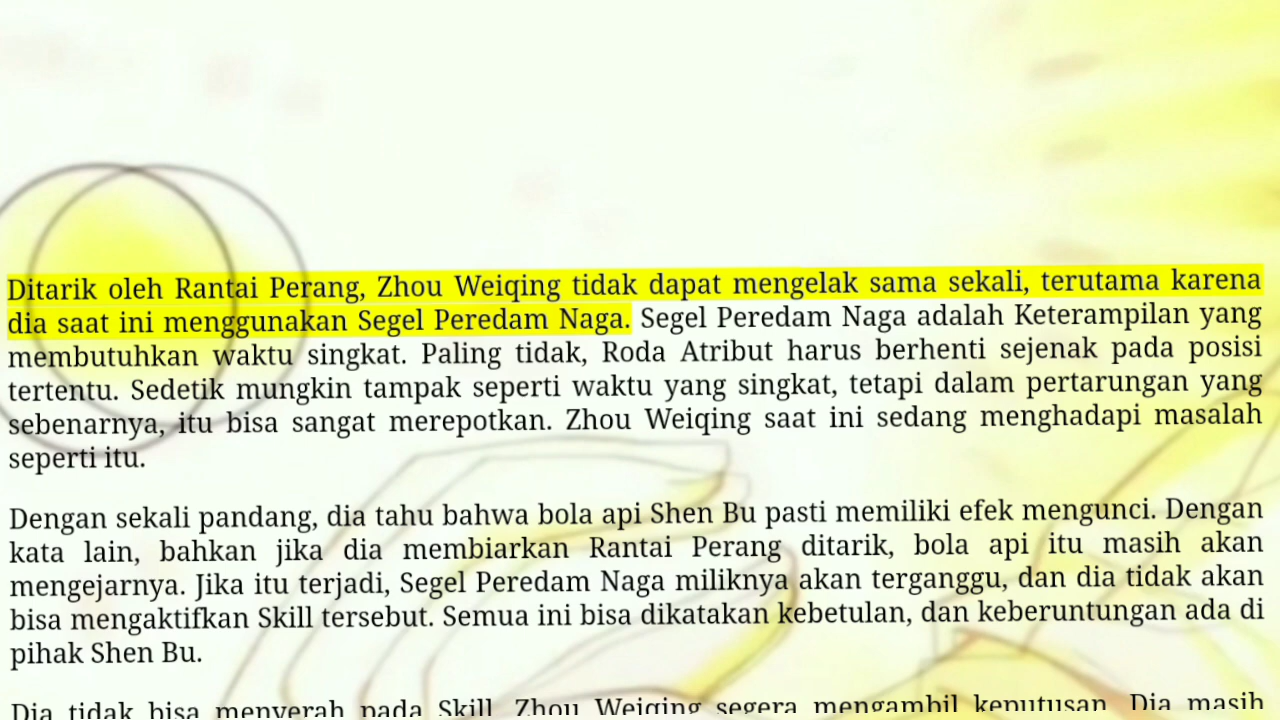 Ditarik oleh Rantai Perang, Zhou Weiqing tidak dapat mengelak sama sekali, terutama karena
dia saat ini menggunakan Segel Peredam Naga. Segel Peredam Naga adalah Keterampilan yang
membutuhkan waktu singkat. Paling tidak, Roda Atribut harus berhenti sejenak pada posisi
tertentu. Sedetik mungkin tampak seperti waktu yang singkat, tetapi dalam pertarungan yang
sebenarnya, itu bisa sangat merepotkan. Zhou Weiqing saat ini sedang menghadapi masalah
seperti itu.
Dengan sekali pandang, dia tahu bahwa bola api Shen Bu pasti memiliki efek mengunci. Dengan
kata lain, bahkan jika dia membiarkan Rantai Perang ditarik, bola api itu masih akan
mengejarnya. Jika itu terjadi, Segel Peredam Naga miliknya akan terganggu, dan dia tidak akan
bisa mengaktifkan Skill tersebut. Semua ini bisa dikatakan kebetulan, dan keberuntungan ada di
pihak Shen Bu.
Dia tidak bisa menyerah pada Skill. Zhou Weiqing segera mengambil keputusan. Dia masih